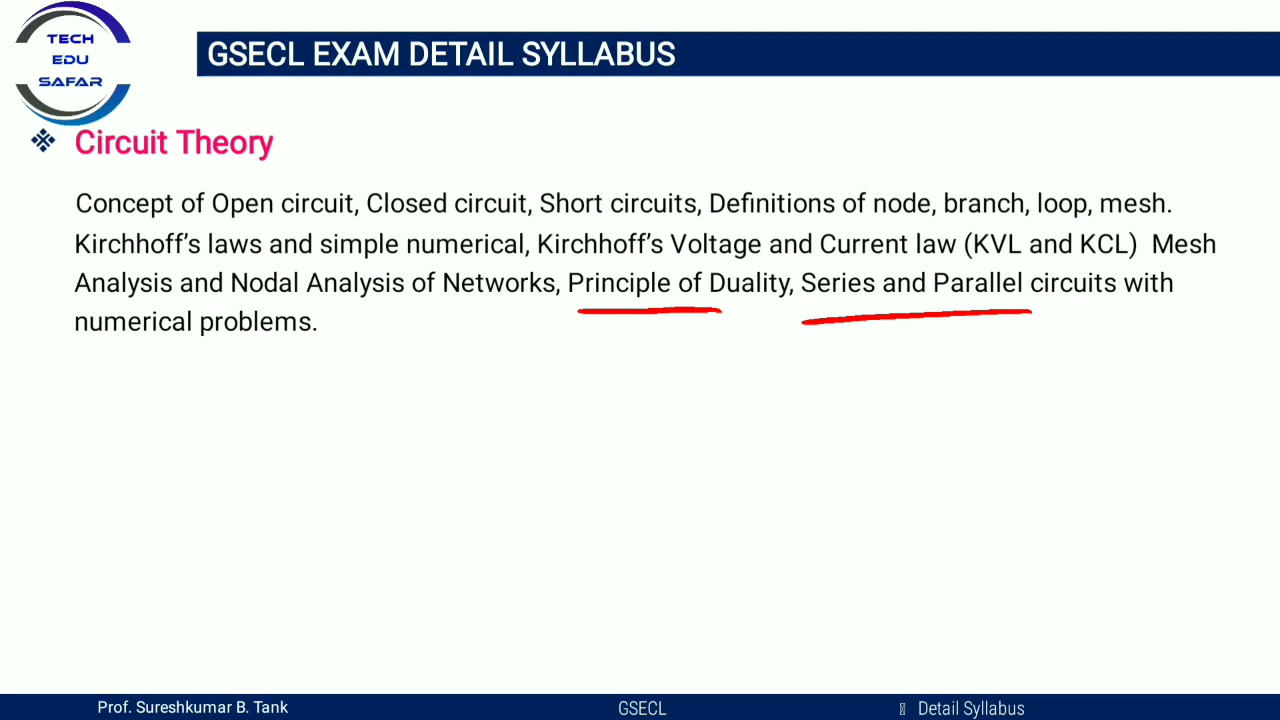 TECH
EDU
SAFAR
GSECL EXAM DETAIL SYLLABUS
Circuit Theory
Concept of Open circuit, Closed circuit, Short circuits, Definitions of node, branch, loop, mesh.
Kirchhoff's laws and simple numerical, Kirchhoff's Voltage and Current law (KVL and KCL) Mesh
Analysis and Nodal Analysis of Networks, Principle of Duality, Series and Parallel circuits with
numerical problems.
Prof. Sureshkumar B. Tank
GSECL
Detail Syllabus